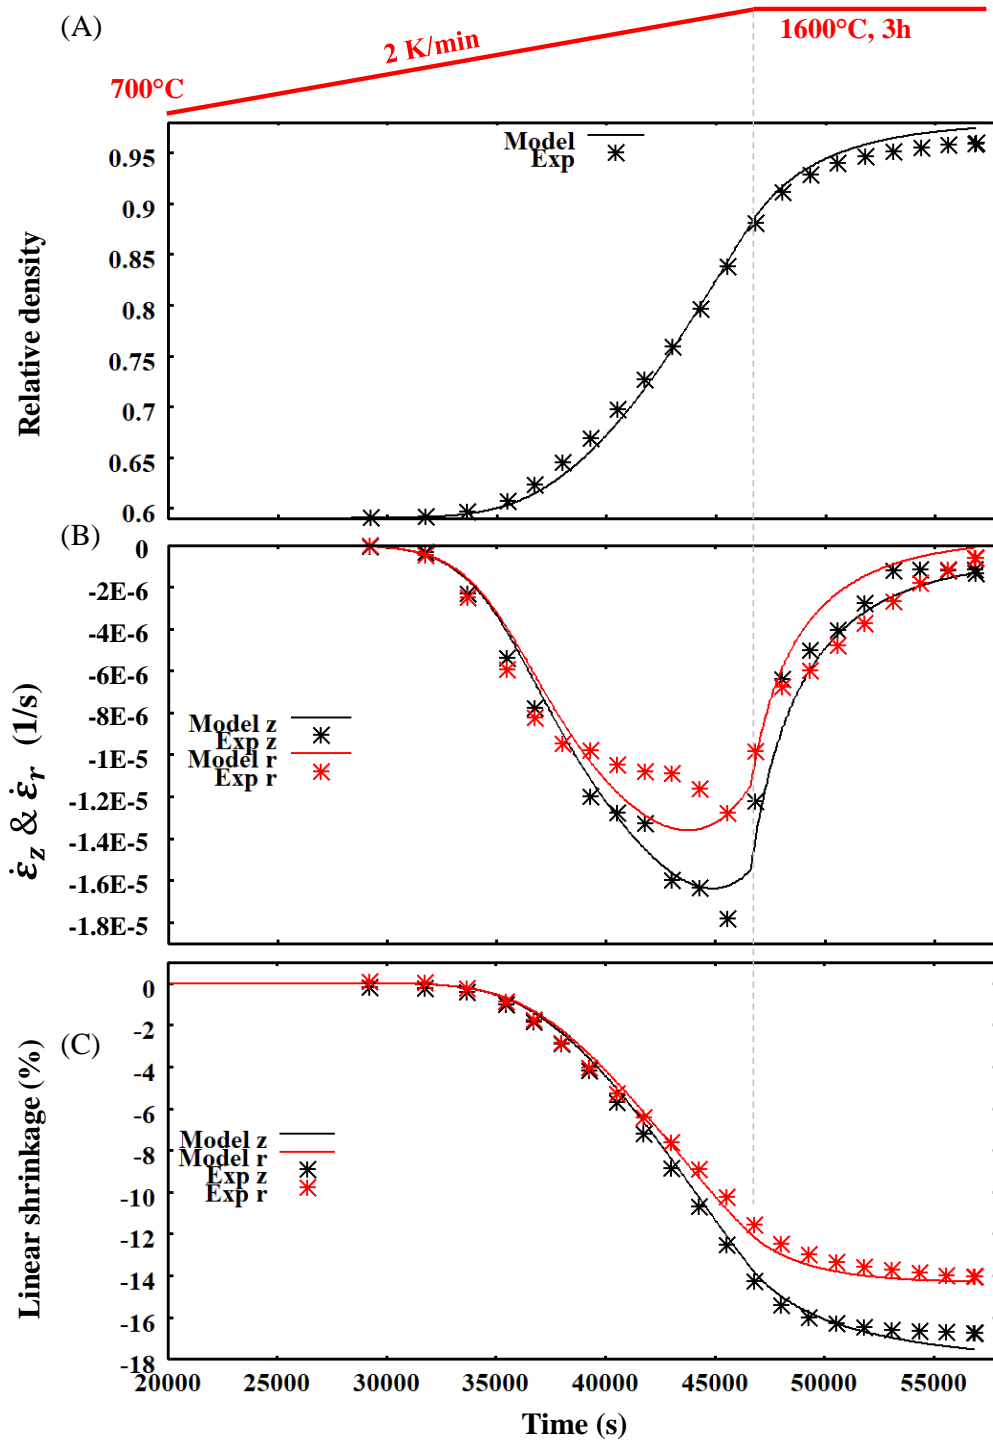 (A)
2 K/min
1600°C, 3h
700°C
Model
Exp
0.95
0.9
0.85
0.8
0.75
0.7
0.65
0.6
Relative density
(B)
0
-2E-6
-4E-6
-6E-6
-8E-6
-1E-5
-1.2E-5
-1.4E-5
-1.6E-5
-1.8E-5
Model z
Exp z
Model r
Exp r
ε̇z & ε̇r (1/s)
(C)
0
-2
-4
-6
-8
-10
-12
-14
-16
-18
Model z
Model r
Exp z
Exp r
Linear shrinkage (%)
20000 25000 30000 35000 40000 45000 50000 55000
Time (s)